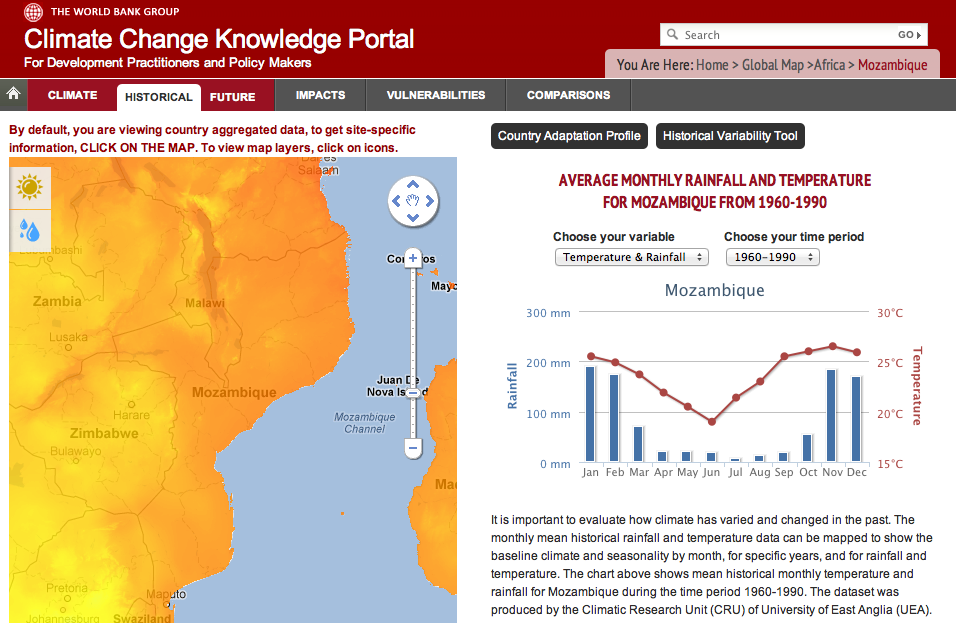 THE WORLD BANK GROUP
Climate Change Knowledge Portal
For Development Practitioners and Policy Makers
Search
GO
You Are Here: Home > Global Map >Africa > Mozambique
CLIMATE
HISTORICAL
FUTURE
IMPACTS
VULNERABILITIES
COMPARISONS
By default, you are viewing country aggregated data, to get site-specific
information, CLICK ON THE MAP. To view map layers, click on icons.
Salaam
Zambia
Malawi
Lusaka
Mozambique
Harare
Zimbabwe
Bulawayo
Juan De
Mozambique
Channel
Pretoria
Johannesburg
Maputo
Swaziland
Country Adaptation Profile
Historical Variability Tool
AVERAGE MONTHLY RAINFALL AND TEMPERATURE
FOR MOZAMBIQUE FROM 1960-1990
Choose your variable
Choose your time period
Temperature & Rainfall
1960-1990
Mozambique
300 mm
200 mm
100 mm
0 mm
Rainfall
30°C
25°C
20°C
15°C
Temperature
Jan Feb Mar Apr May Jun Jul Aug Sep Oct Nov Dec
It is important to evaluate how climate has varied and changed in the past. The
monthly mean historical rainfall and temperature data can be mapped to show the
baseline climate and seasonality by month, for specific years, and for rainfall and
temperature. The chart above shows mean historical monthly temperature and
rainfall for Mozambique during the time period 1960-1990. The dataset was
produced by the Climatic Research Unit (CRU) of University of East Anglia (UEA).